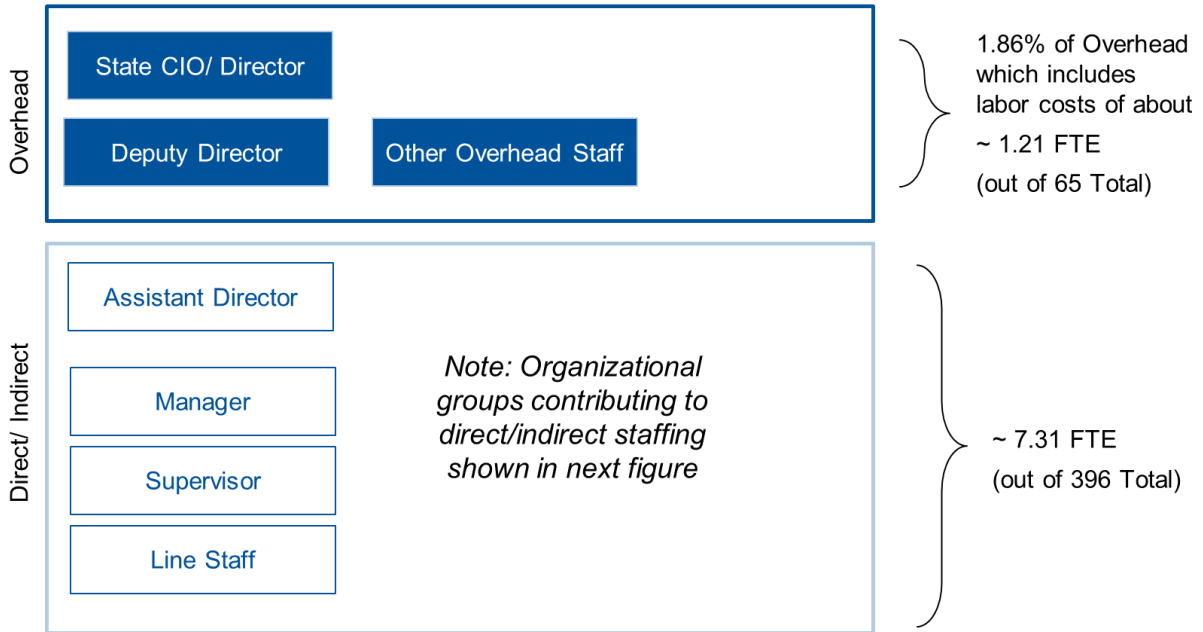 Overhead
State CIO/ Director
Deputy Director
Other Overhead Staff
1.86% of Overhead
which includes
labor costs of about
~ 1.21 FTE
(out of 65 Total)
Direct/ Indirect
Assistant Director
Manager
Supervisor
Line Staff
Note: Organizational
groups contributing to
direct/indirect staffing
shown in next figure
~ 7.31 FTE
(out of 396 Total)